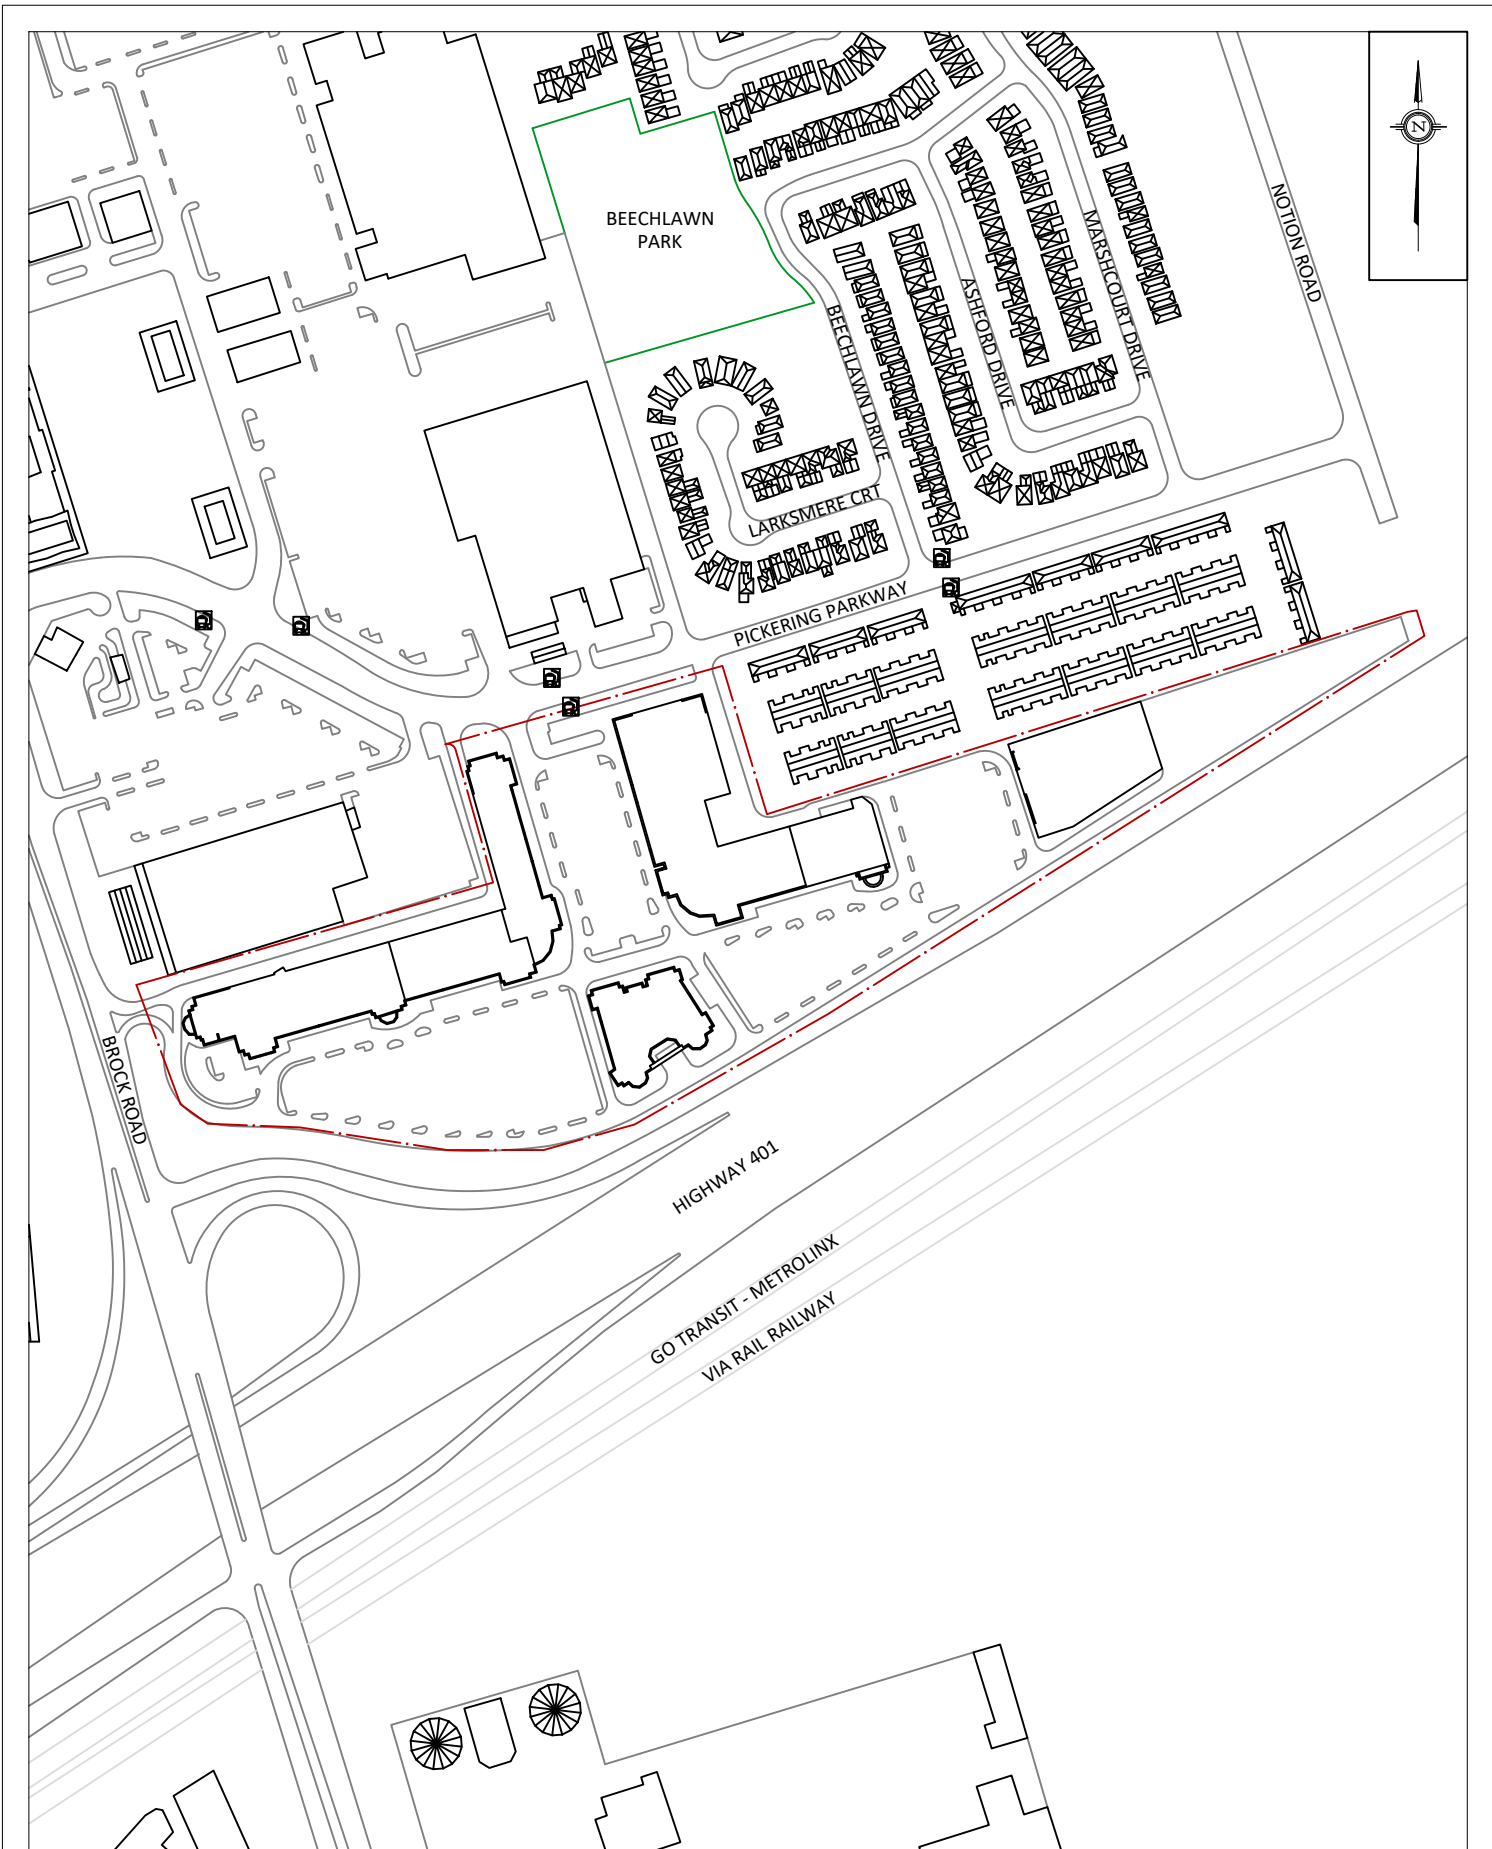 N
BEECHLAWN
PARK
NOTION ROAD
MARSHCOURT DRIVE
ASHFORD DRIVE
BEECHLAWN DRIVE
LARKSMERE CRT
PICKERING PARKWAY
BROCK ROAD
HIGHWAY 401
GO TRANSIT - METROLINX
VIA RAIL RAILWAY